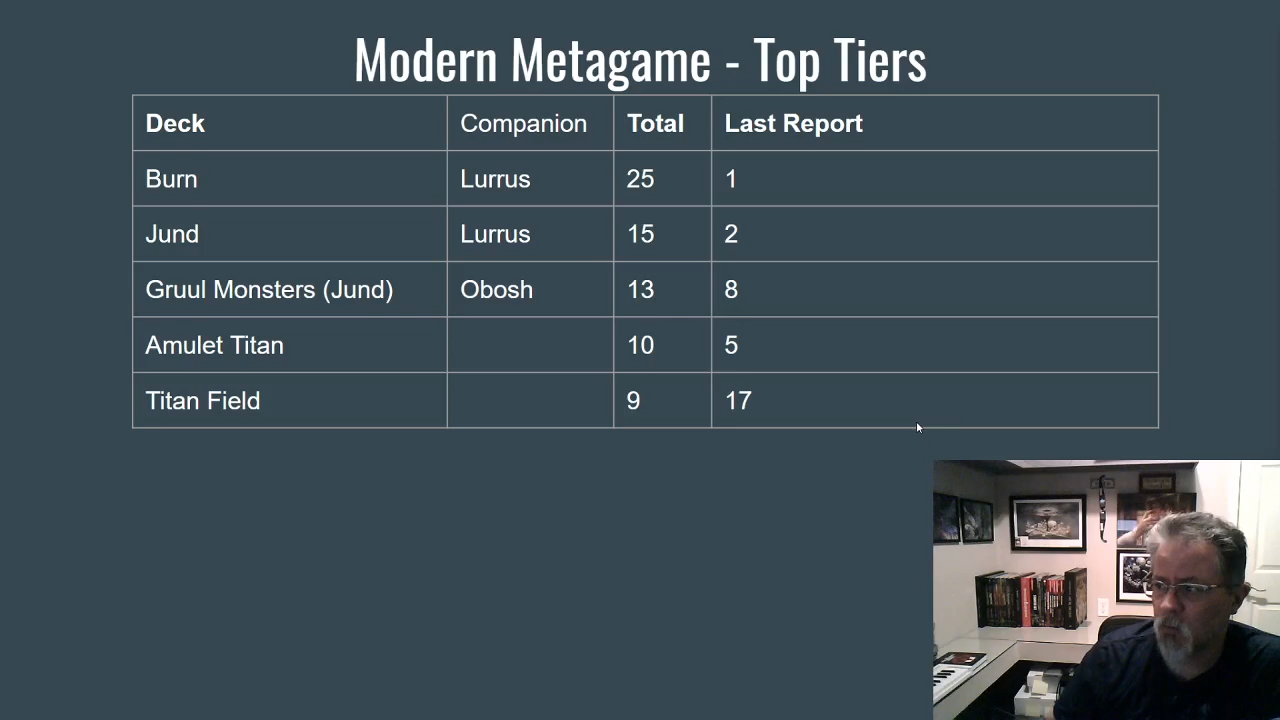 Modern Metagame - Top Tiers
Deck Companion Total Last Report
Burn Lurrus 25 1
Jund Lurrus 15 2
Gruul Monsters (Jund) Obosh 13 8
Amulet Titan 10 5
Titan Field 9 17